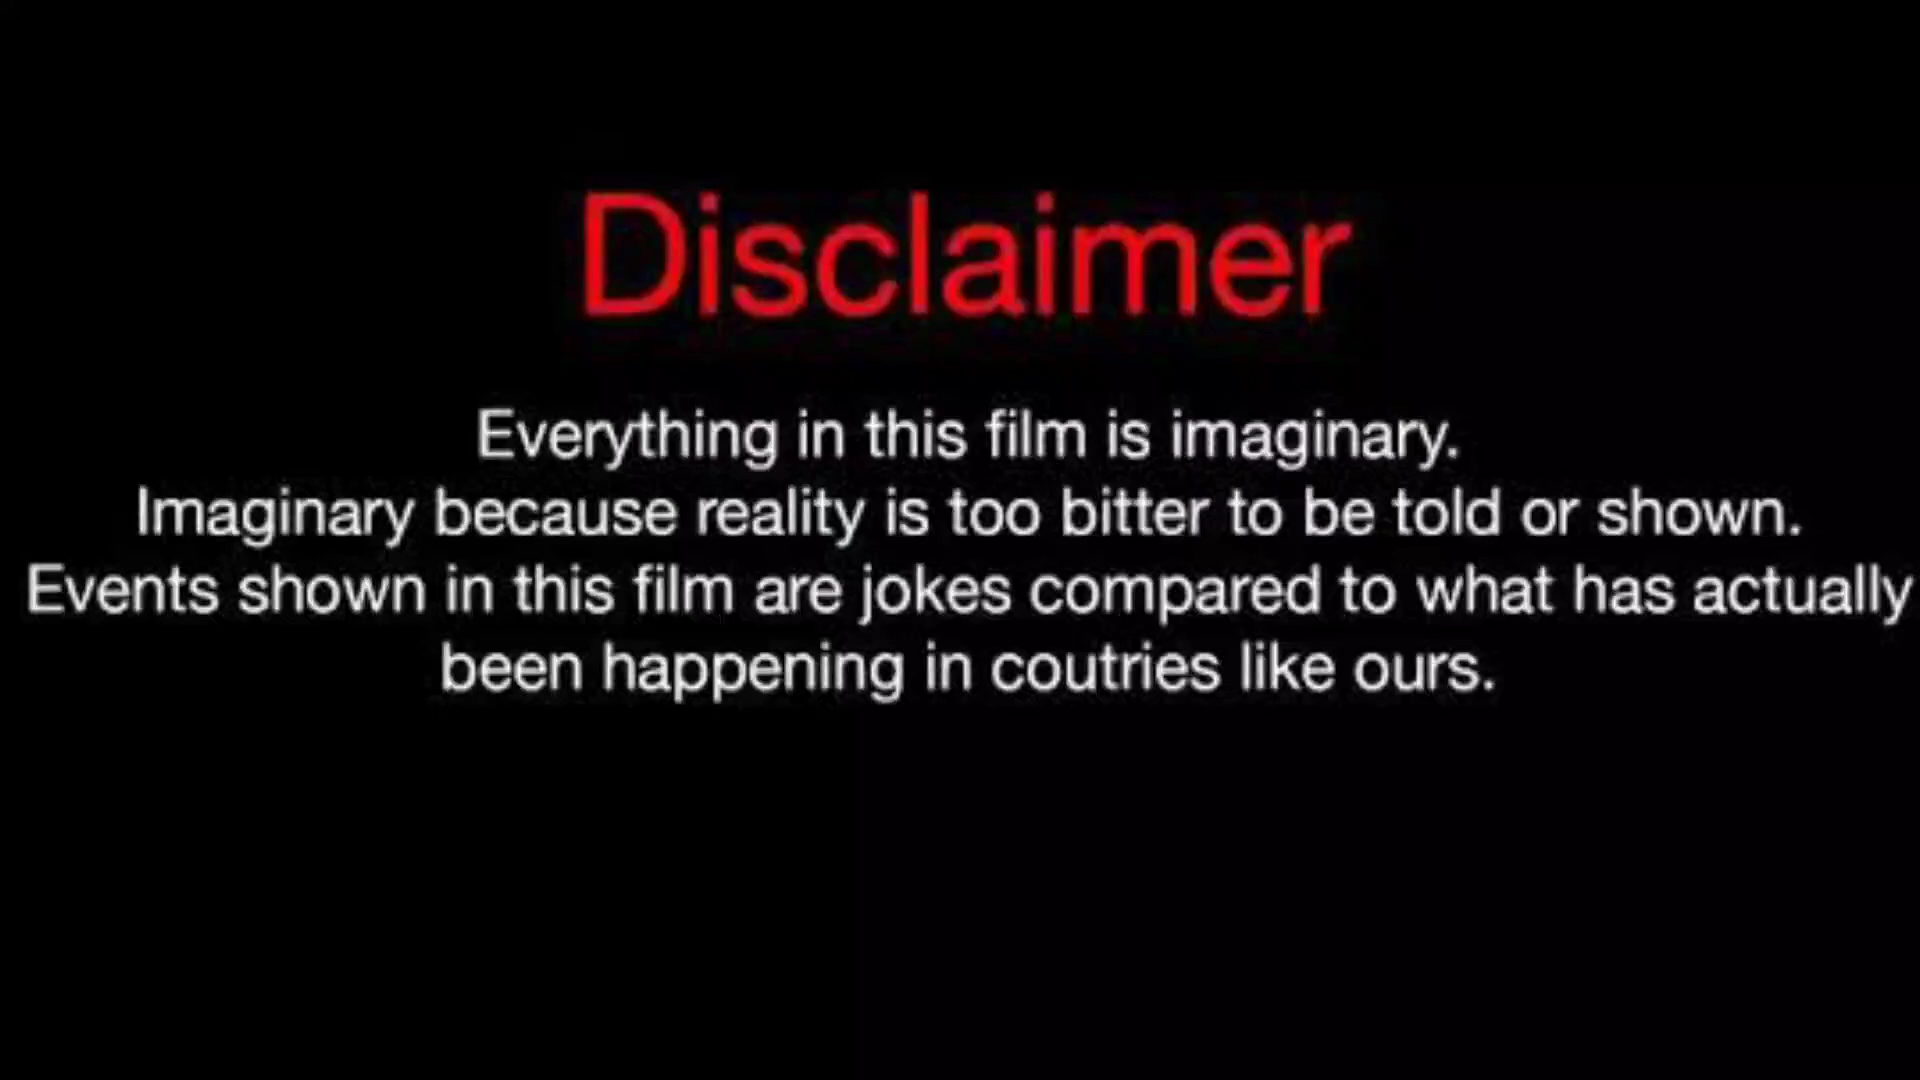 Disclaimer
Everything in this film is imaginary.
Imaginary because reality is too bitter to be told or shown.
Events shown in this film are jokes compared to what has actually
been happening in coutries like ours.